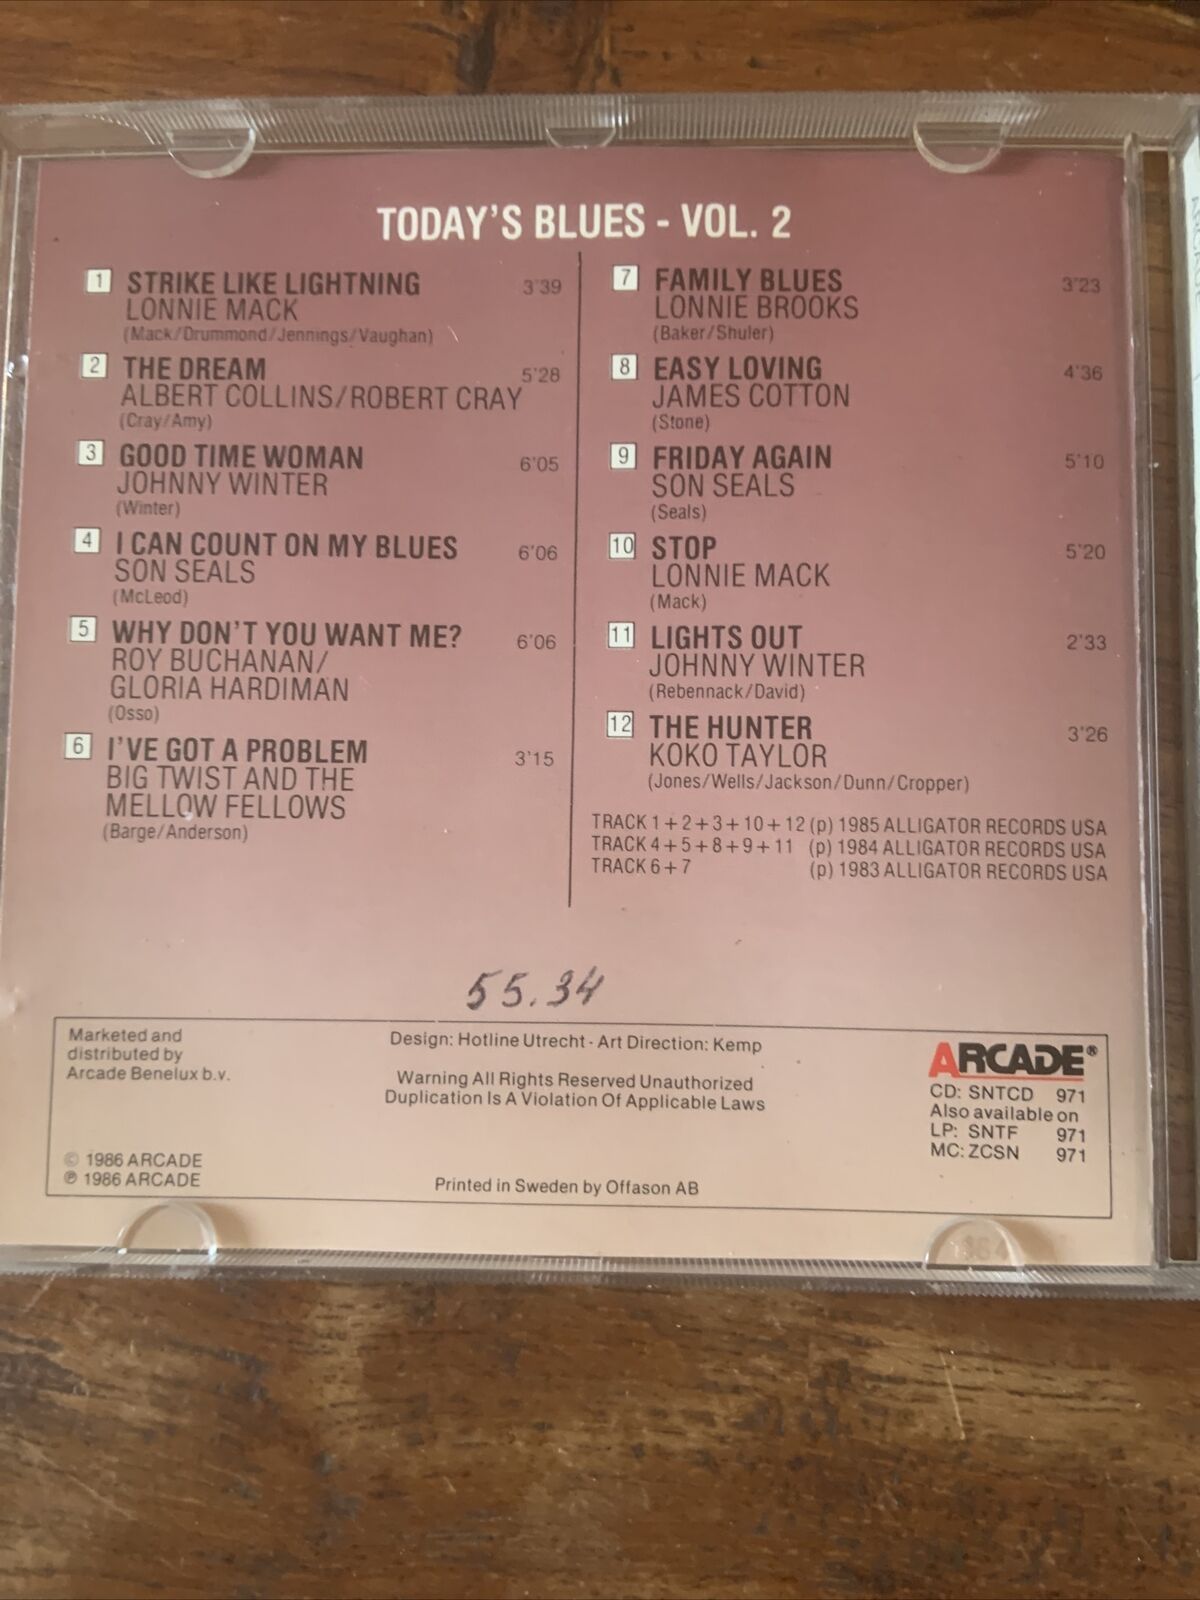 TODAY'S BLUES - VOL. 2
1 STRIKE LIKE LIGHTNING 3'39
LONNIE MACK
(Mack/Drummond/Jennings/Vaughan)
2 THE DREAM 5'28
ALBERT COLLINS/ROBERT CRAY
(Cray/Amy)
3 GOOD TIME WOMAN 6'05
JOHNNY WINTER
(Winter)
4 I CAN COUNT ON MY BLUES 6'06
SON SEALS
(McLeod)
5 WHY DON'T YOU WANT ME? 6'06
ROY BUCHANAN/
GLORIA HARDIMAN
(Osso)
6 I'VE GOT A PROBLEM 3'15
BIG TWIST AND THE
MELLOW FELLOWS
(Barge/Anderson)
7 FAMILY BLUES 3'23
LONNIE BROOKS
(Baker/Shuler)
8 EASY LOVING 4'36
JAMES COTTON
(Stone)
9 FRIDAY AGAIN 5'10
SON SEALS
(Seals)
10 STOP 5'20
LONNIE MACK
(Mack)
11 LIGHTS OUT 2'33
JOHNNY WINTER
(Rebennack/David)
12 THE HUNTER 3'26
KOKO TAYLOR
(Jones/Wells/Jackson/Dunn/Cropper)
TRACK 1+2+3+10+12 (p) 1985 ALLIGATOR RECORDS USA
TRACK 4+5+8+9+11 (p) 1984 ALLIGATOR RECORDS USA
TRACK 6+7 (p) 1983 ALLIGATOR RECORDS USA
55.34
Marketed and
distributed by
Arcade Benelux b.v.
© 1986 ARCADE
℗ 1986 ARCADE
Design: Hotline Utrecht - Art Direction: Kemp
Warning All Rights Reserved Unauthorized
Duplication Is A Violation Of Applicable Laws
Printed in Sweden by Offason AB
ARCADE®
CD: SNTCD 971
Also available on
LP: SNTF 971
MC: ZCSN 971